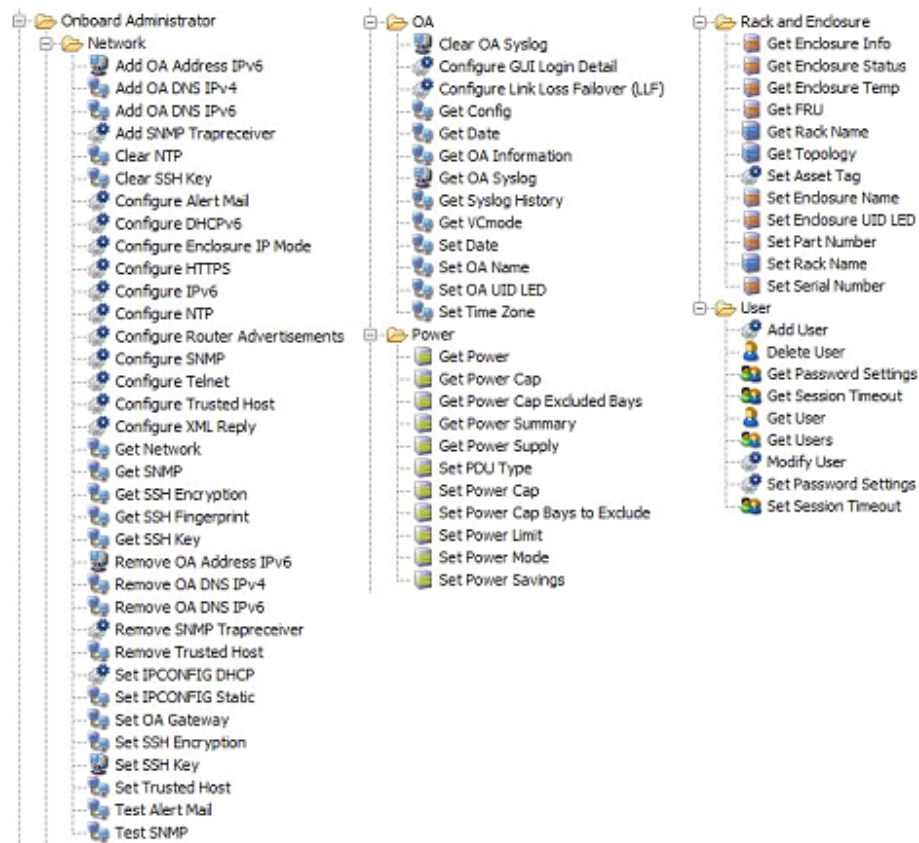 Onboard Administrator
Network
Add OA Address IPv6
Add OA DNS IPv4
Add OA DNS IPv6
Add SNMP Trapreceiver
Clear NTP
Clear SSH Key
Configure Alert Mail
Configure DHCPv6
Configure Enclosure IP Mode
Configure HTTPS
Configure IPv6
Configure NTP
Configure Router Advertisements
Configure SNMP
Configure Telnet
Configure Trusted Host
Configure XML Reply
Get Network
Get SNMP
Get SSH Encryption
Get SSH Fingerprint
Get SSH Key
Remove OA Address IPv6
Remove OA DNS IPv4
Remove OA DNS IPv6
Remove SNMP Trapreceiver
Remove Trusted Host
Set IPCONFIG DHCP
Set IPCONFIG Static
Set OA Gateway
Set SSH Encryption
Set SSH Key
Set Trusted Host
Test Alert Mail
Test SNMP
OA
Clear OA Syslog
Configure GUI Login Detail
Configure Link Loss Failover (LLF)
Get Config
Get Date
Get OA Information
Get OA Syslog
Get Syslog History
Get VCmode
Set Date
Set OA Name
Set OA UID LED
Set Time Zone
Power
Get Power
Get Power Cap
Get Power Cap Excluded Bays
Get Power Summary
Get Power Supply
Set PDU Type
Set Power Cap
Set Power Cap Bays to Exclude
Set Power Limit
Set Power Mode
Set Power Savings
Rack and Enclosure
Get Enclosure Info
Get Enclosure Status
Get Enclosure Temp
Get FRU
Get Rack Name
Get Topology
Set Asset Tag
Set Enclosure Name
Set Enclosure UID LED
Set Part Number
Set Rack Name
Set Serial Number
User
Add User
Delete User
Get Password Settings
Get Session Timeout
Get User
Get Users
Modify User
Set Password Settings
Set Session Timeout